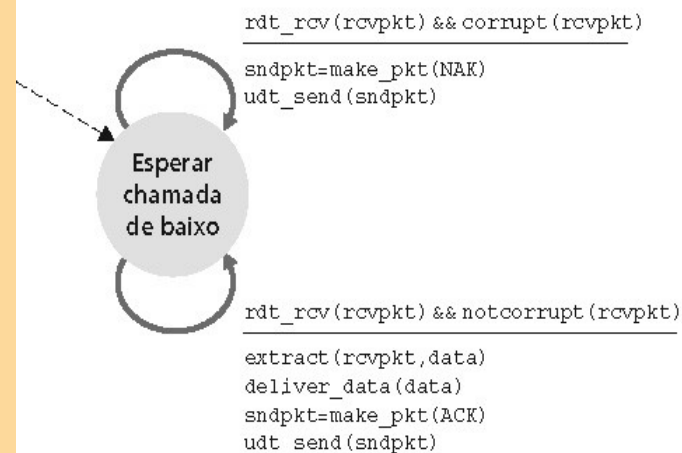 rdt_rcv(rcvpkt) && corrupt(rcvpkt)
sndpkt=make_pkt(NAK)
udt_send(sndpkt)
Esperar
chamada
de baixo
rdt_rcv(rcvpkt) && notcorrupt(rcvpkt)
extract(rcvpkt,data)
deliver_data(data)
sndpkt=make_pkt(ACK)
udt_send(sndpkt)